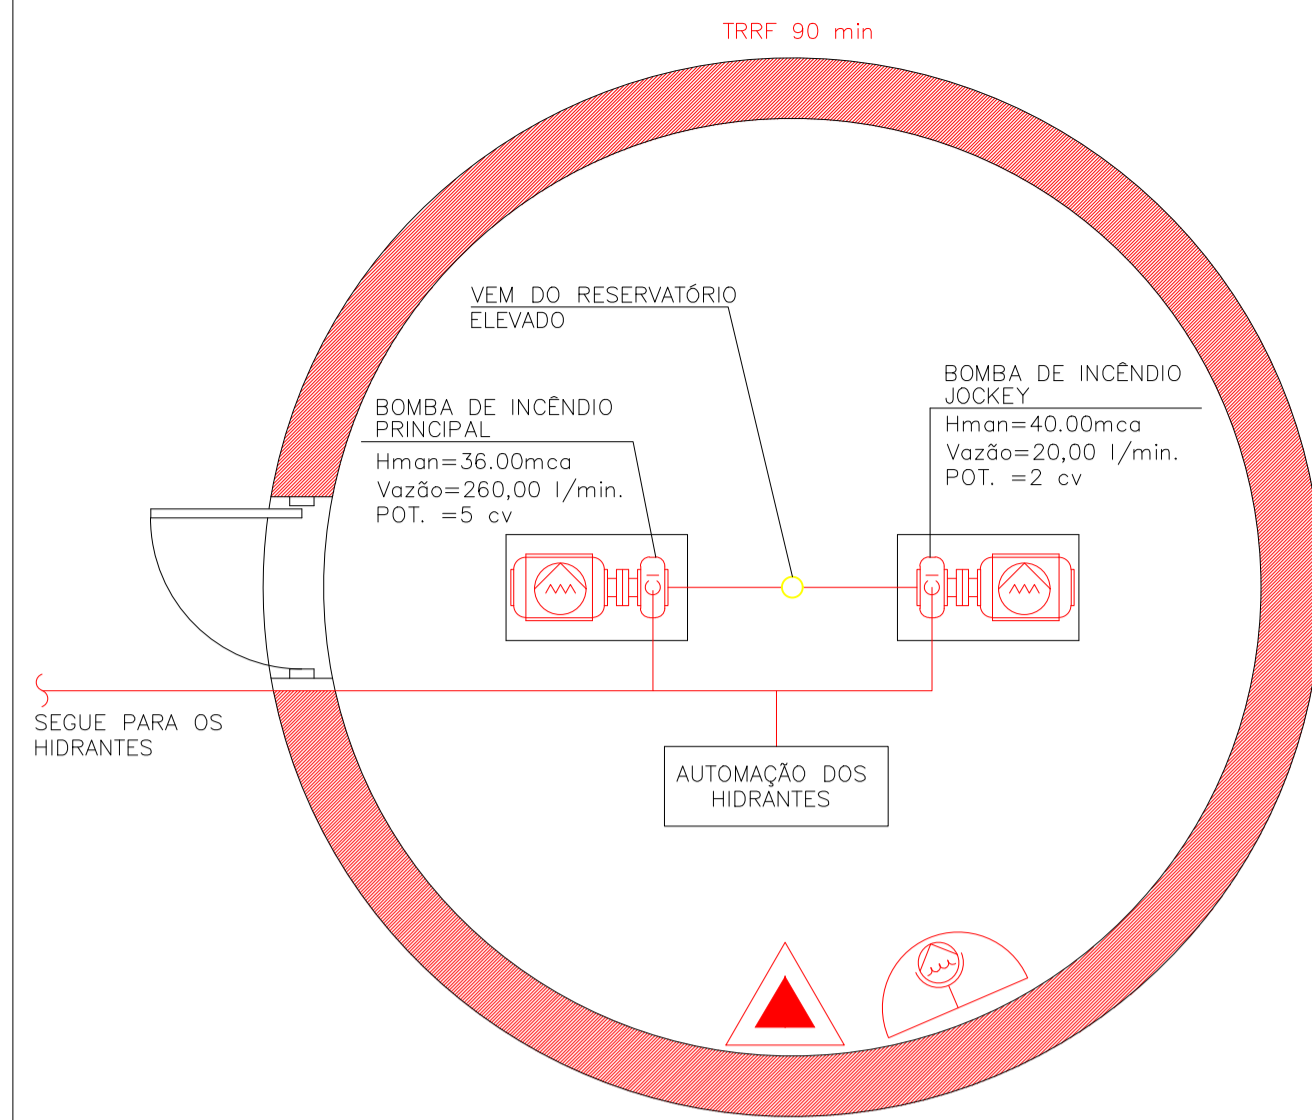 TRRF 90 min
VEM DO RESERVATÓRIO
ELEVADO
BOMBA DE INCÊNDIO
JOCKEY
Hman=40.00mca
Vazão=20,00 l/min.
POT. =2 cv
BOMBA DE INCÊNDIO
PRINCIPAL
Hman=36.00mca
Vazão=260,00 l/min.
POT. =5 cv
SEGUE PARA OS
HIDRANTES
AUTOMAÇÃO DOS
HIDRANTES